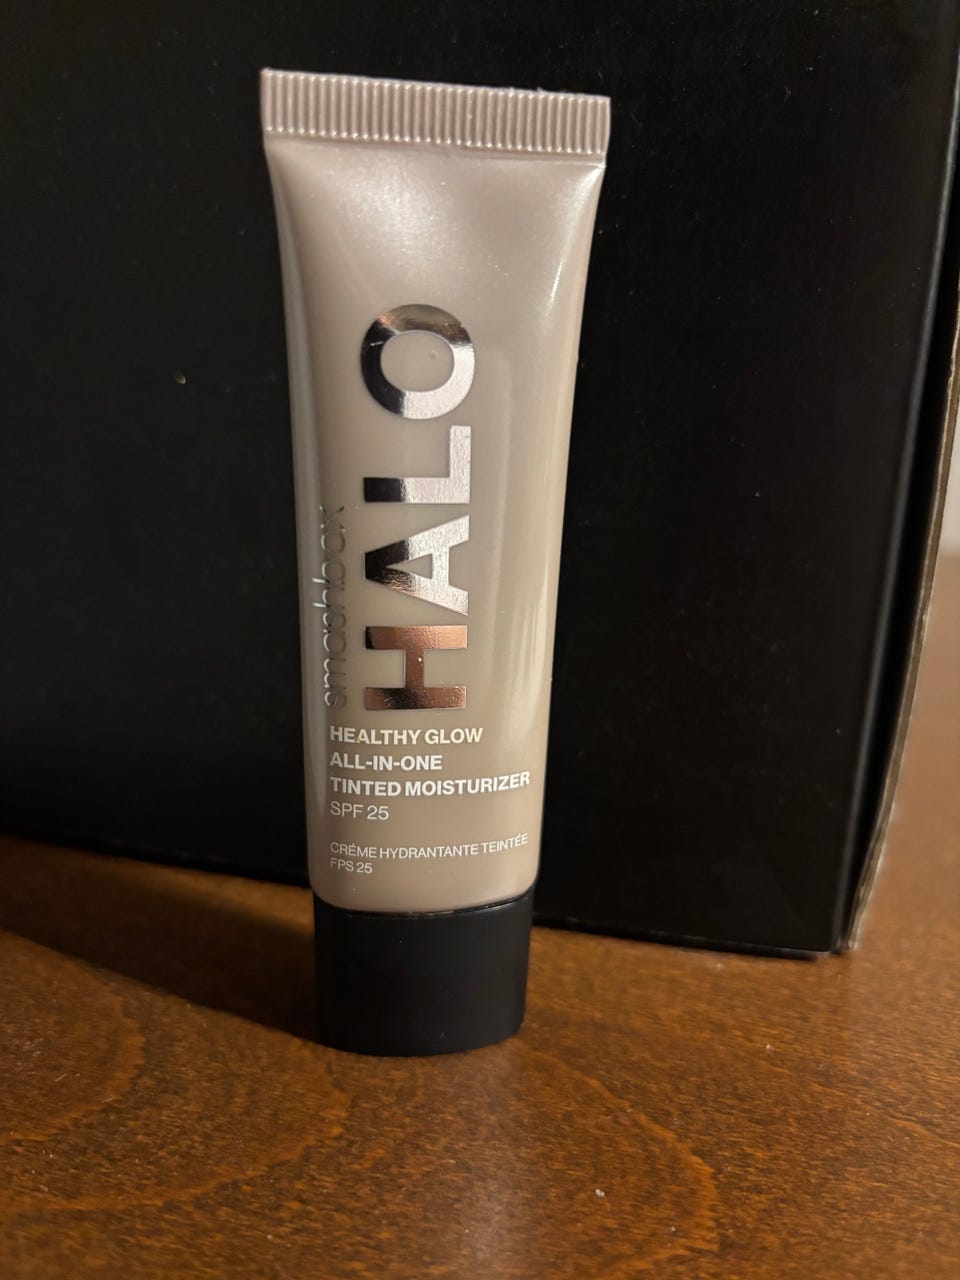 smashbox
HALO
HEALTHY GLOW
ALL-IN-ONE
TINTED MOISTURIZER
SPF 25
CRÈME HYDRANTANTE TEINTÉE
FPS 25